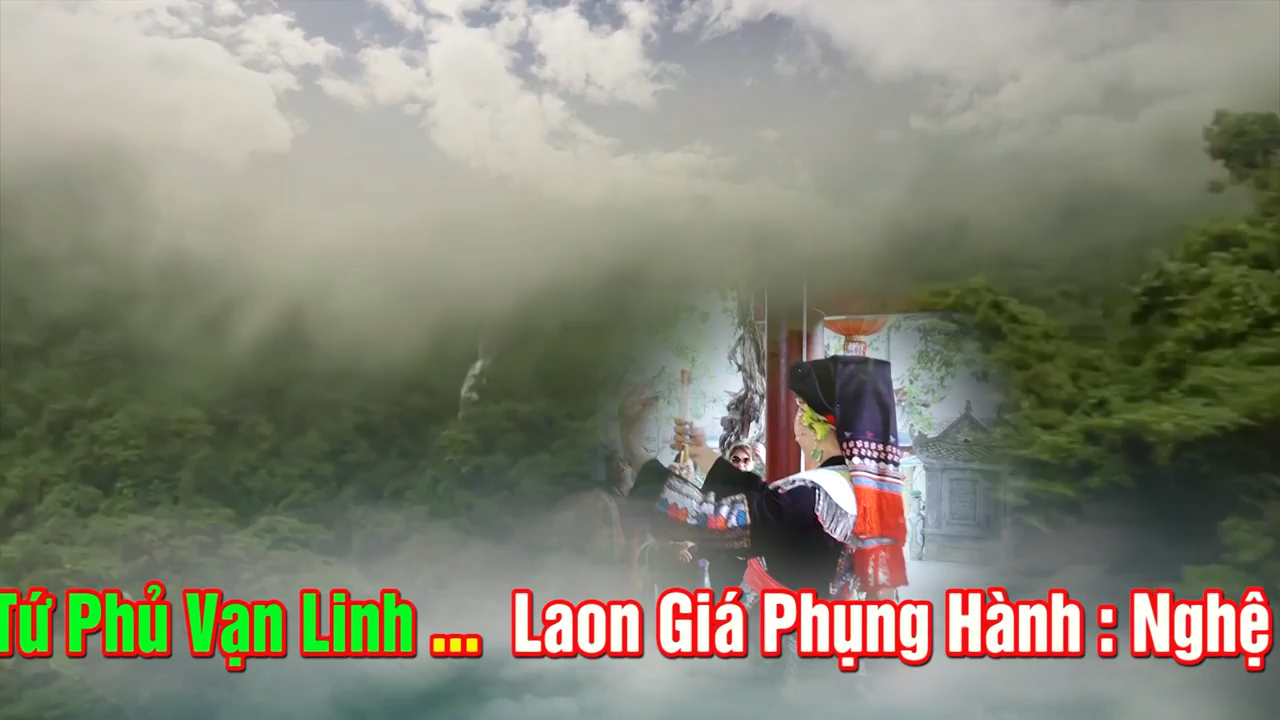 Tứ Phủ Vạn Linh ... Laon Giá Phụng Hành : Nghệ